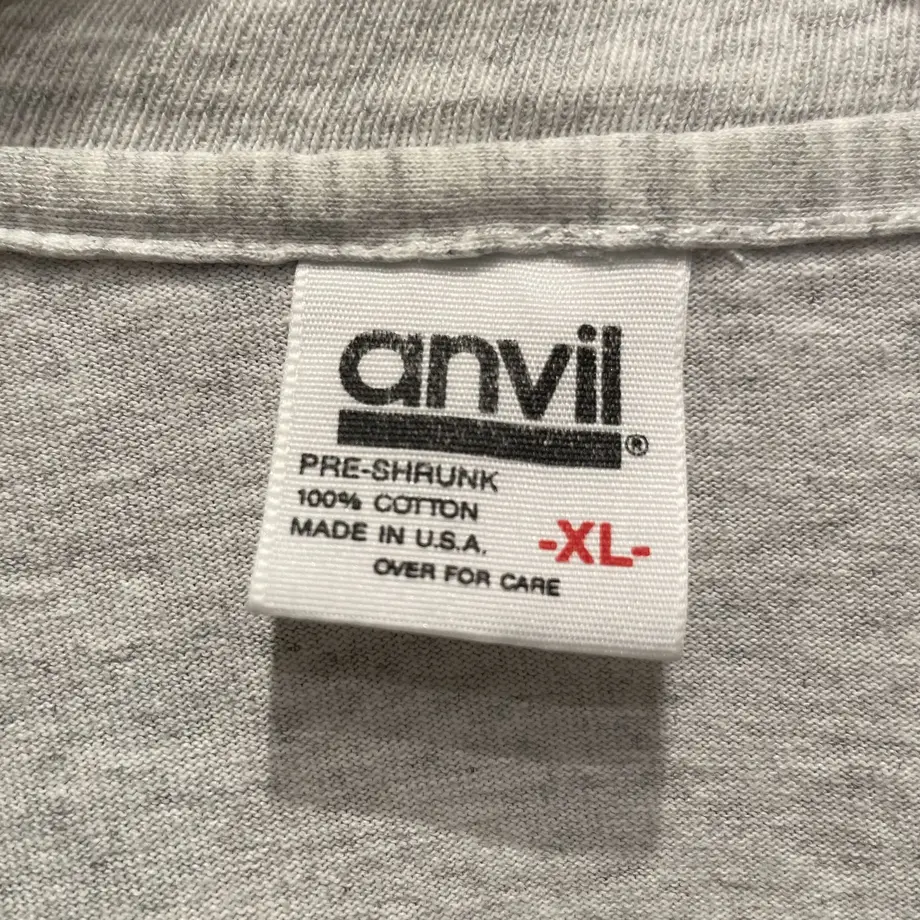 anvil®
PRE-SHRUNK
100% COTTON
MADE IN U.S.A.
-XL-
OVER FOR CARE